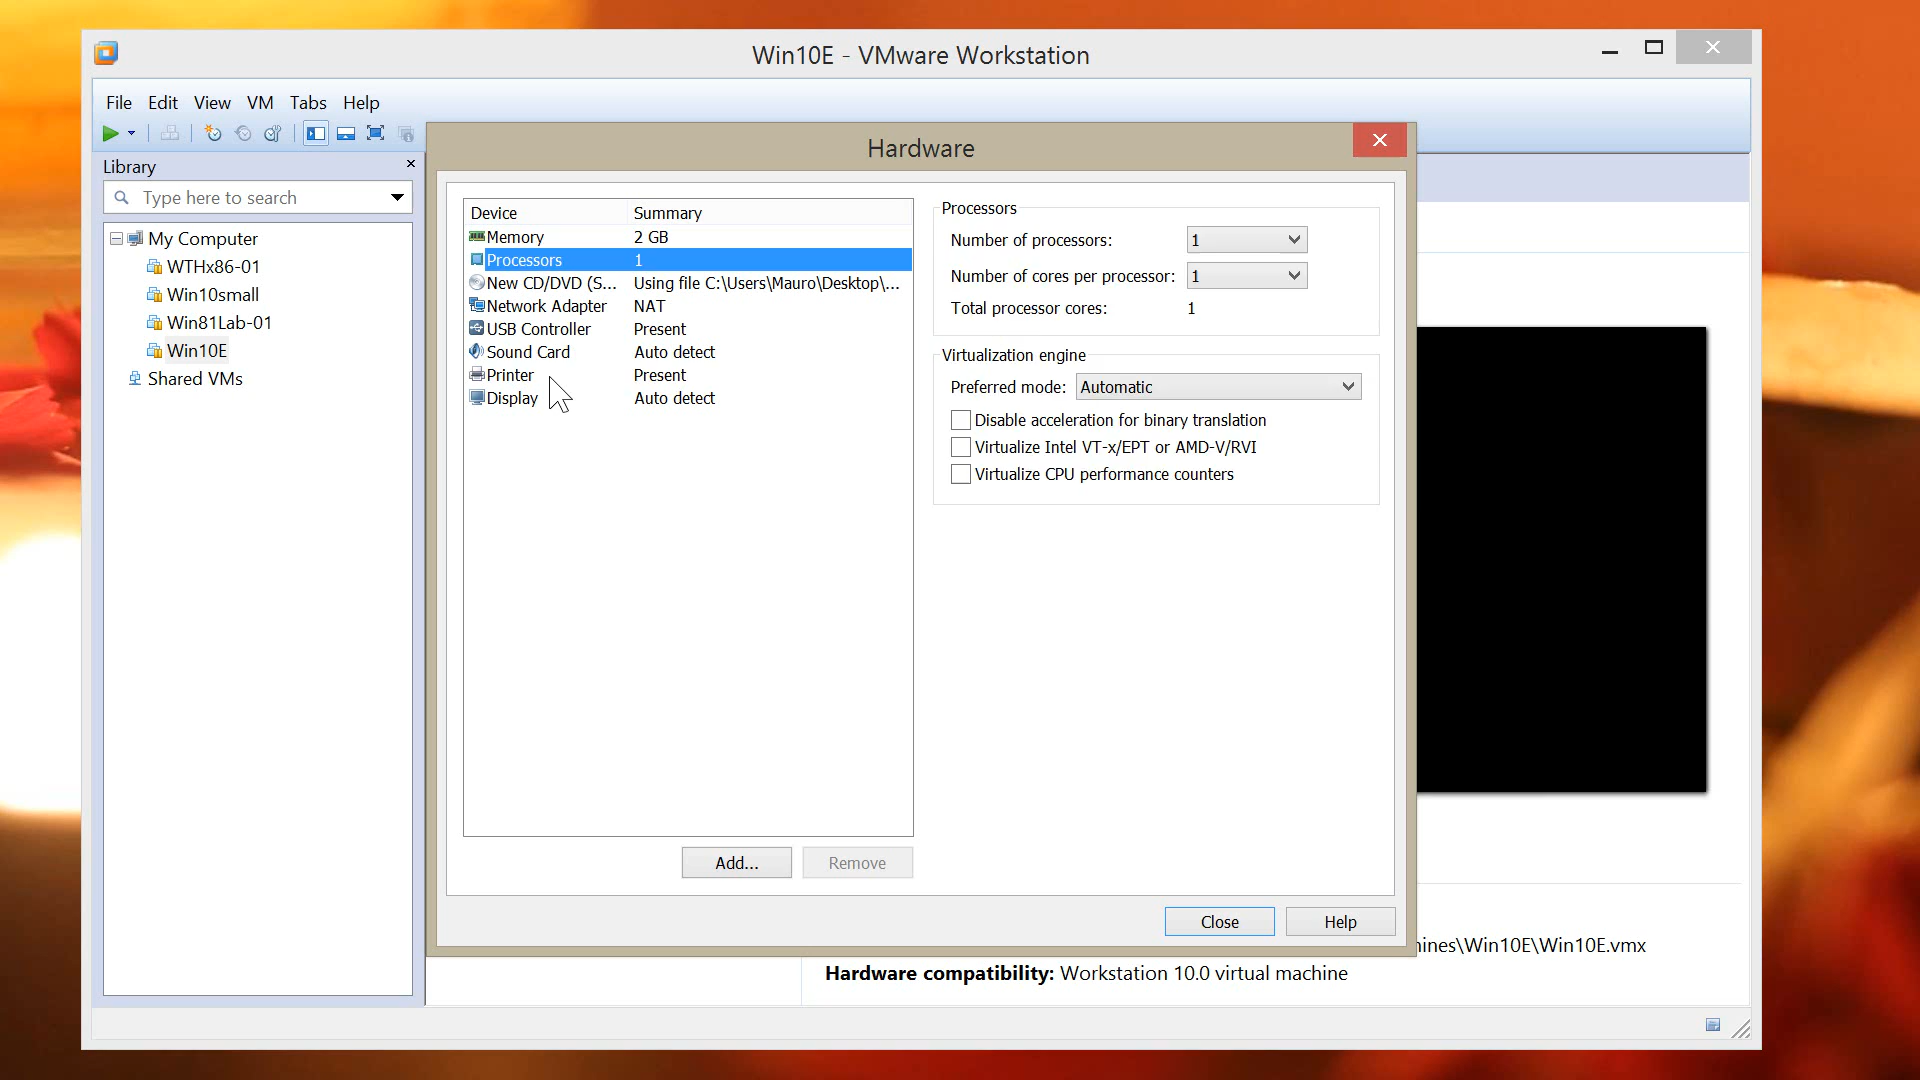 Win10E - VMware Workstation
File Edit View VM Tabs Help
Library
Type here to search
My Computer
WTHx86-01
Win10small
Win81Lab-01
Win10E
Shared VMs
Hardware
Device Summary
Memory 2 GB
Processors 1
New CD/DVD (S... Using file C:\Users\Mauro\Desktop\...
Network Adapter NAT
USB Controller Present
Sound Card Auto detect
Printer Present
Display Auto detect
Add... Remove
Processors
Number of processors: 1
Number of cores per processor: 1
Total processor cores: 1
Virtualization engine
Preferred mode: Automatic
Disable acceleration for binary translation
Virtualize Intel VT-x/EPT or AMD-V/RVI
Virtualize CPU performance counters
Close Help
\Win10E\Win10E.vmx
Hardware compatibility: Workstation 10.0 virtual machine